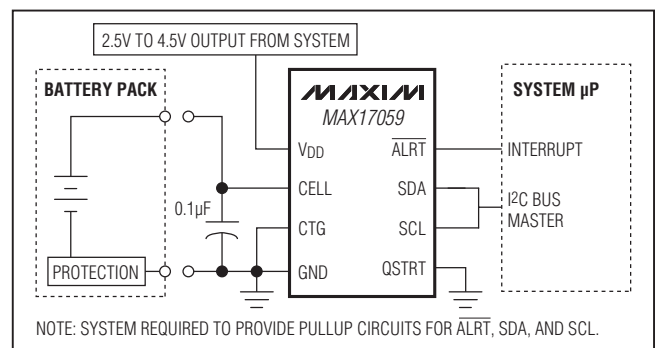 2.5V TO 4.5V OUTPUT FROM SYSTEM
BATTERY PACK
MAXIM
MAX17059
SYSTEM µP
VDD
ALRT
INTERRUPT
CELL
SDA
I²C BUS
MASTER
0.1µF
CTG
SCL
PROTECTION
GND
QSTRT
NOTE: SYSTEM REQUIRED TO PROVIDE PULLUP CIRCUITS FOR ALRT, SDA, AND SCL.